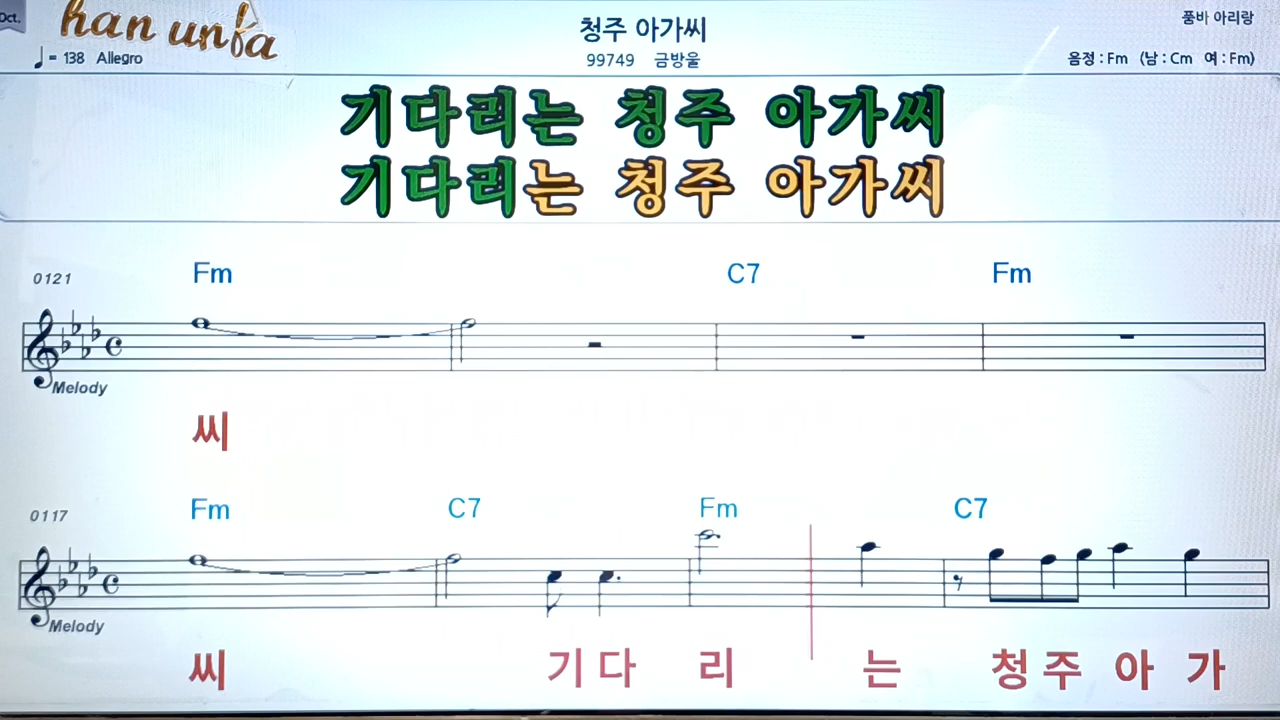 Oct.
han unfa
청주 아가씨
품바 아리랑
♩= 138 Allegro
99749 금방울
음정 : Fm (남 : Cm 여 : Fm)
기다리는 청주 아가씨
기다리는 청주 아가씨
0121
Fm C7 Fm
Melody
씨
0117
Fm C7 Fm C7
Melody
씨 기 다 리 는 청 주 아 가